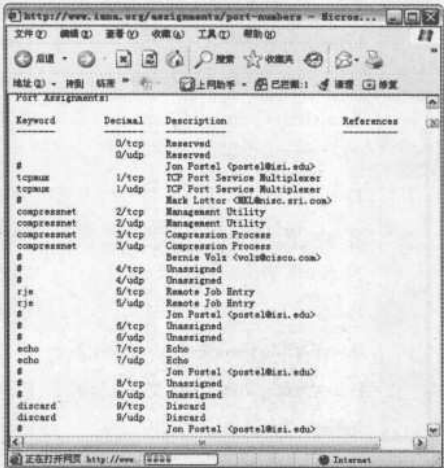 http://www.iana.org/assignments/port-numbers - Micros...
文件(F) 编辑(E) 查看(V) 收藏(A) 工具(T) 帮助(H)
后退 搜索 收藏夹
地址(D) 转到 链接 上网助手 已拦截:1 清理 修复
Port Assignments:
Keyword Decimal Description References
0/tcp Reserved
0/udp Reserved
# Jon Postel <postel@isi.edu>
tcpmux 1/tcp TCP Port Service Multiplexer
tcpmux 1/udp TCP Port Service Multiplexer
# Mark Lottor <MKL@nisc.sri.com>
compressnet 2/tcp Management Utility
compressnet 2/udp Management Utility
compressnet 3/tcp Compression Process
compressnet 3/udp Compression Process
# Bernie Volz <volz@cisco.com>
# 4/tcp Unassigned
# 4/udp Unassigned
rje 5/tcp Remote Job Entry
rje 5/udp Remote Job Entry
# Jon Postel <postel@isi.edu>
# 6/tcp Unassigned
# 6/udp Unassigned
echo 7/tcp Echo
echo 7/udp Echo
# Jon Postel <postel@isi.edu>
# 8/tcp Unassigned
# 8/udp Unassigned
discard 9/tcp Discard
discard 9/udp Discard
# Jon Postel <postel@isi.edu>
正在打开网页 http://www. Internet